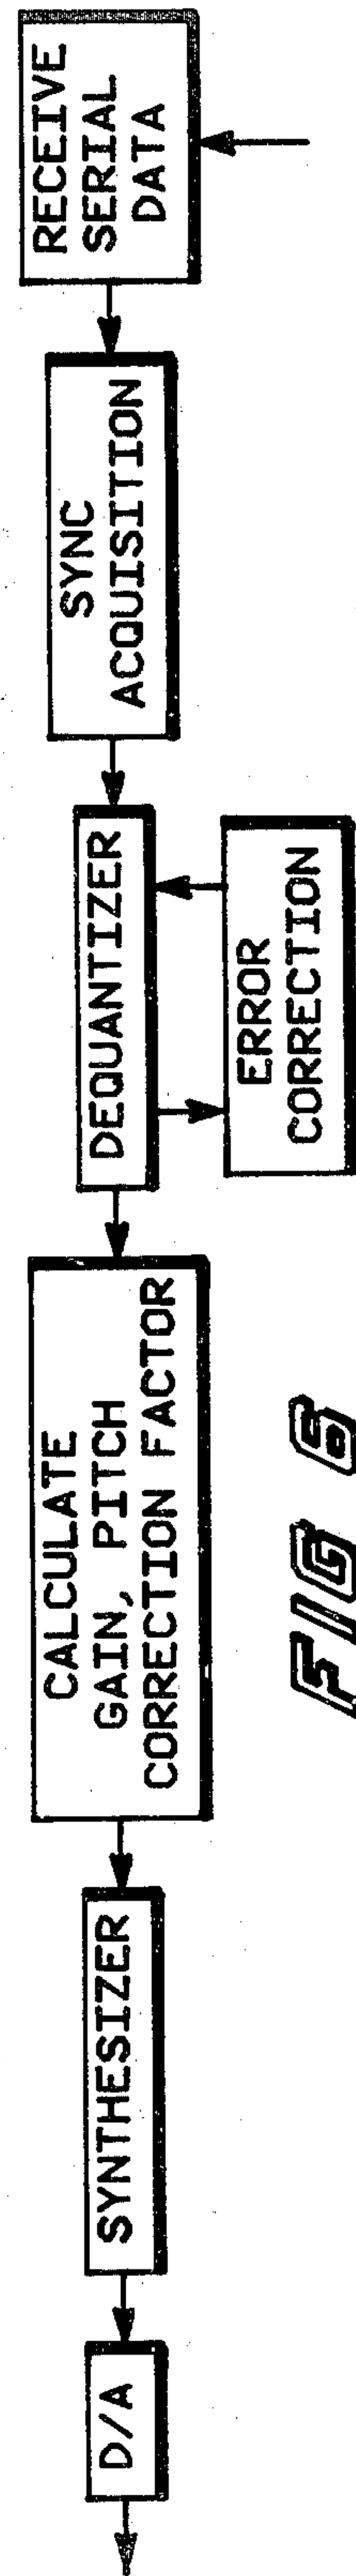 RECEIVE
SERIAL
DATA
SYNC
ACQUISITION
DEQUANTIZER
ERROR
CORRECTION
CALCULATE
GAIN, PITCH
CORRECTION FACTOR
SYNTHESIZER
D/A
FIG 6